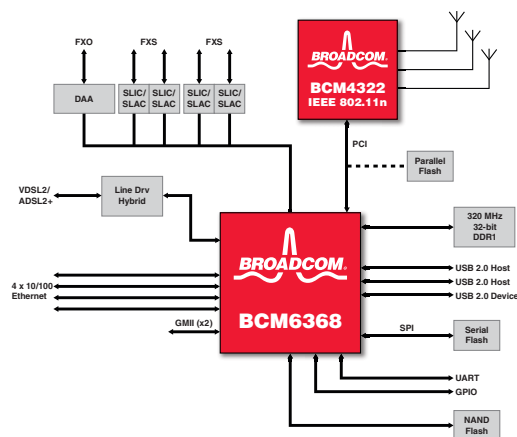 FXO
FXS
FXS
DAA
SLIC/
SLAC
SLIC/
SLAC
SLIC/
SLAC
SLIC/
SLAC
BROADCOM®
BCM4322
IEEE 802.11n
PCI
Parallel
Flash
VDSL2/
ADSL2+
Line Drv
Hybrid
320 MHz
32-bit
DDR1
BROADCOM®
BCM6368
USB 2.0 Host
USB 2.0 Host
USB 2.0 Device
4 x 10/100
Ethernet
GMII (x2)
SPI
Serial
Flash
UART
GPIO
NAND
Flash